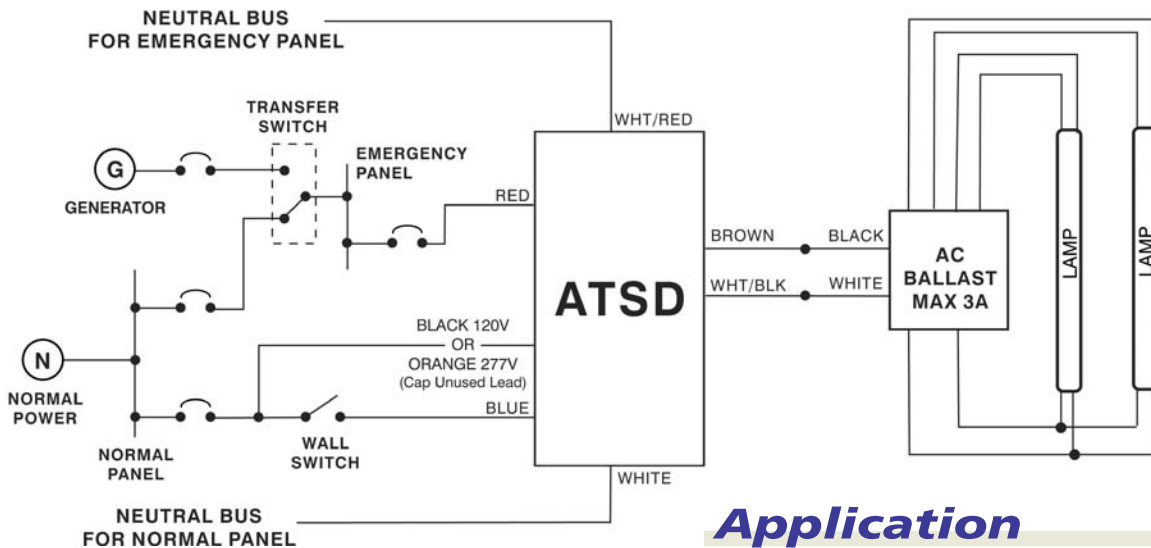 NEUTRAL BUS
FOR EMERGENCY PANEL
TRANSFER
SWITCH
WHT/RED
G
GENERATOR
EMERGENCY
PANEL
RED
BROWN
BLACK
WHT/BLK
WHITE
AC
BALLAST
MAX 3A
LAMP
LAMP
ATSD
N
NORMAL
POWER
BLACK 120V
OR
ORANGE 277V
(Cap Unused Lead)
BLUE
WALL
SWITCH
NORMAL
PANEL
WHITE
NEUTRAL BUS
FOR NORMAL PANEL
Application